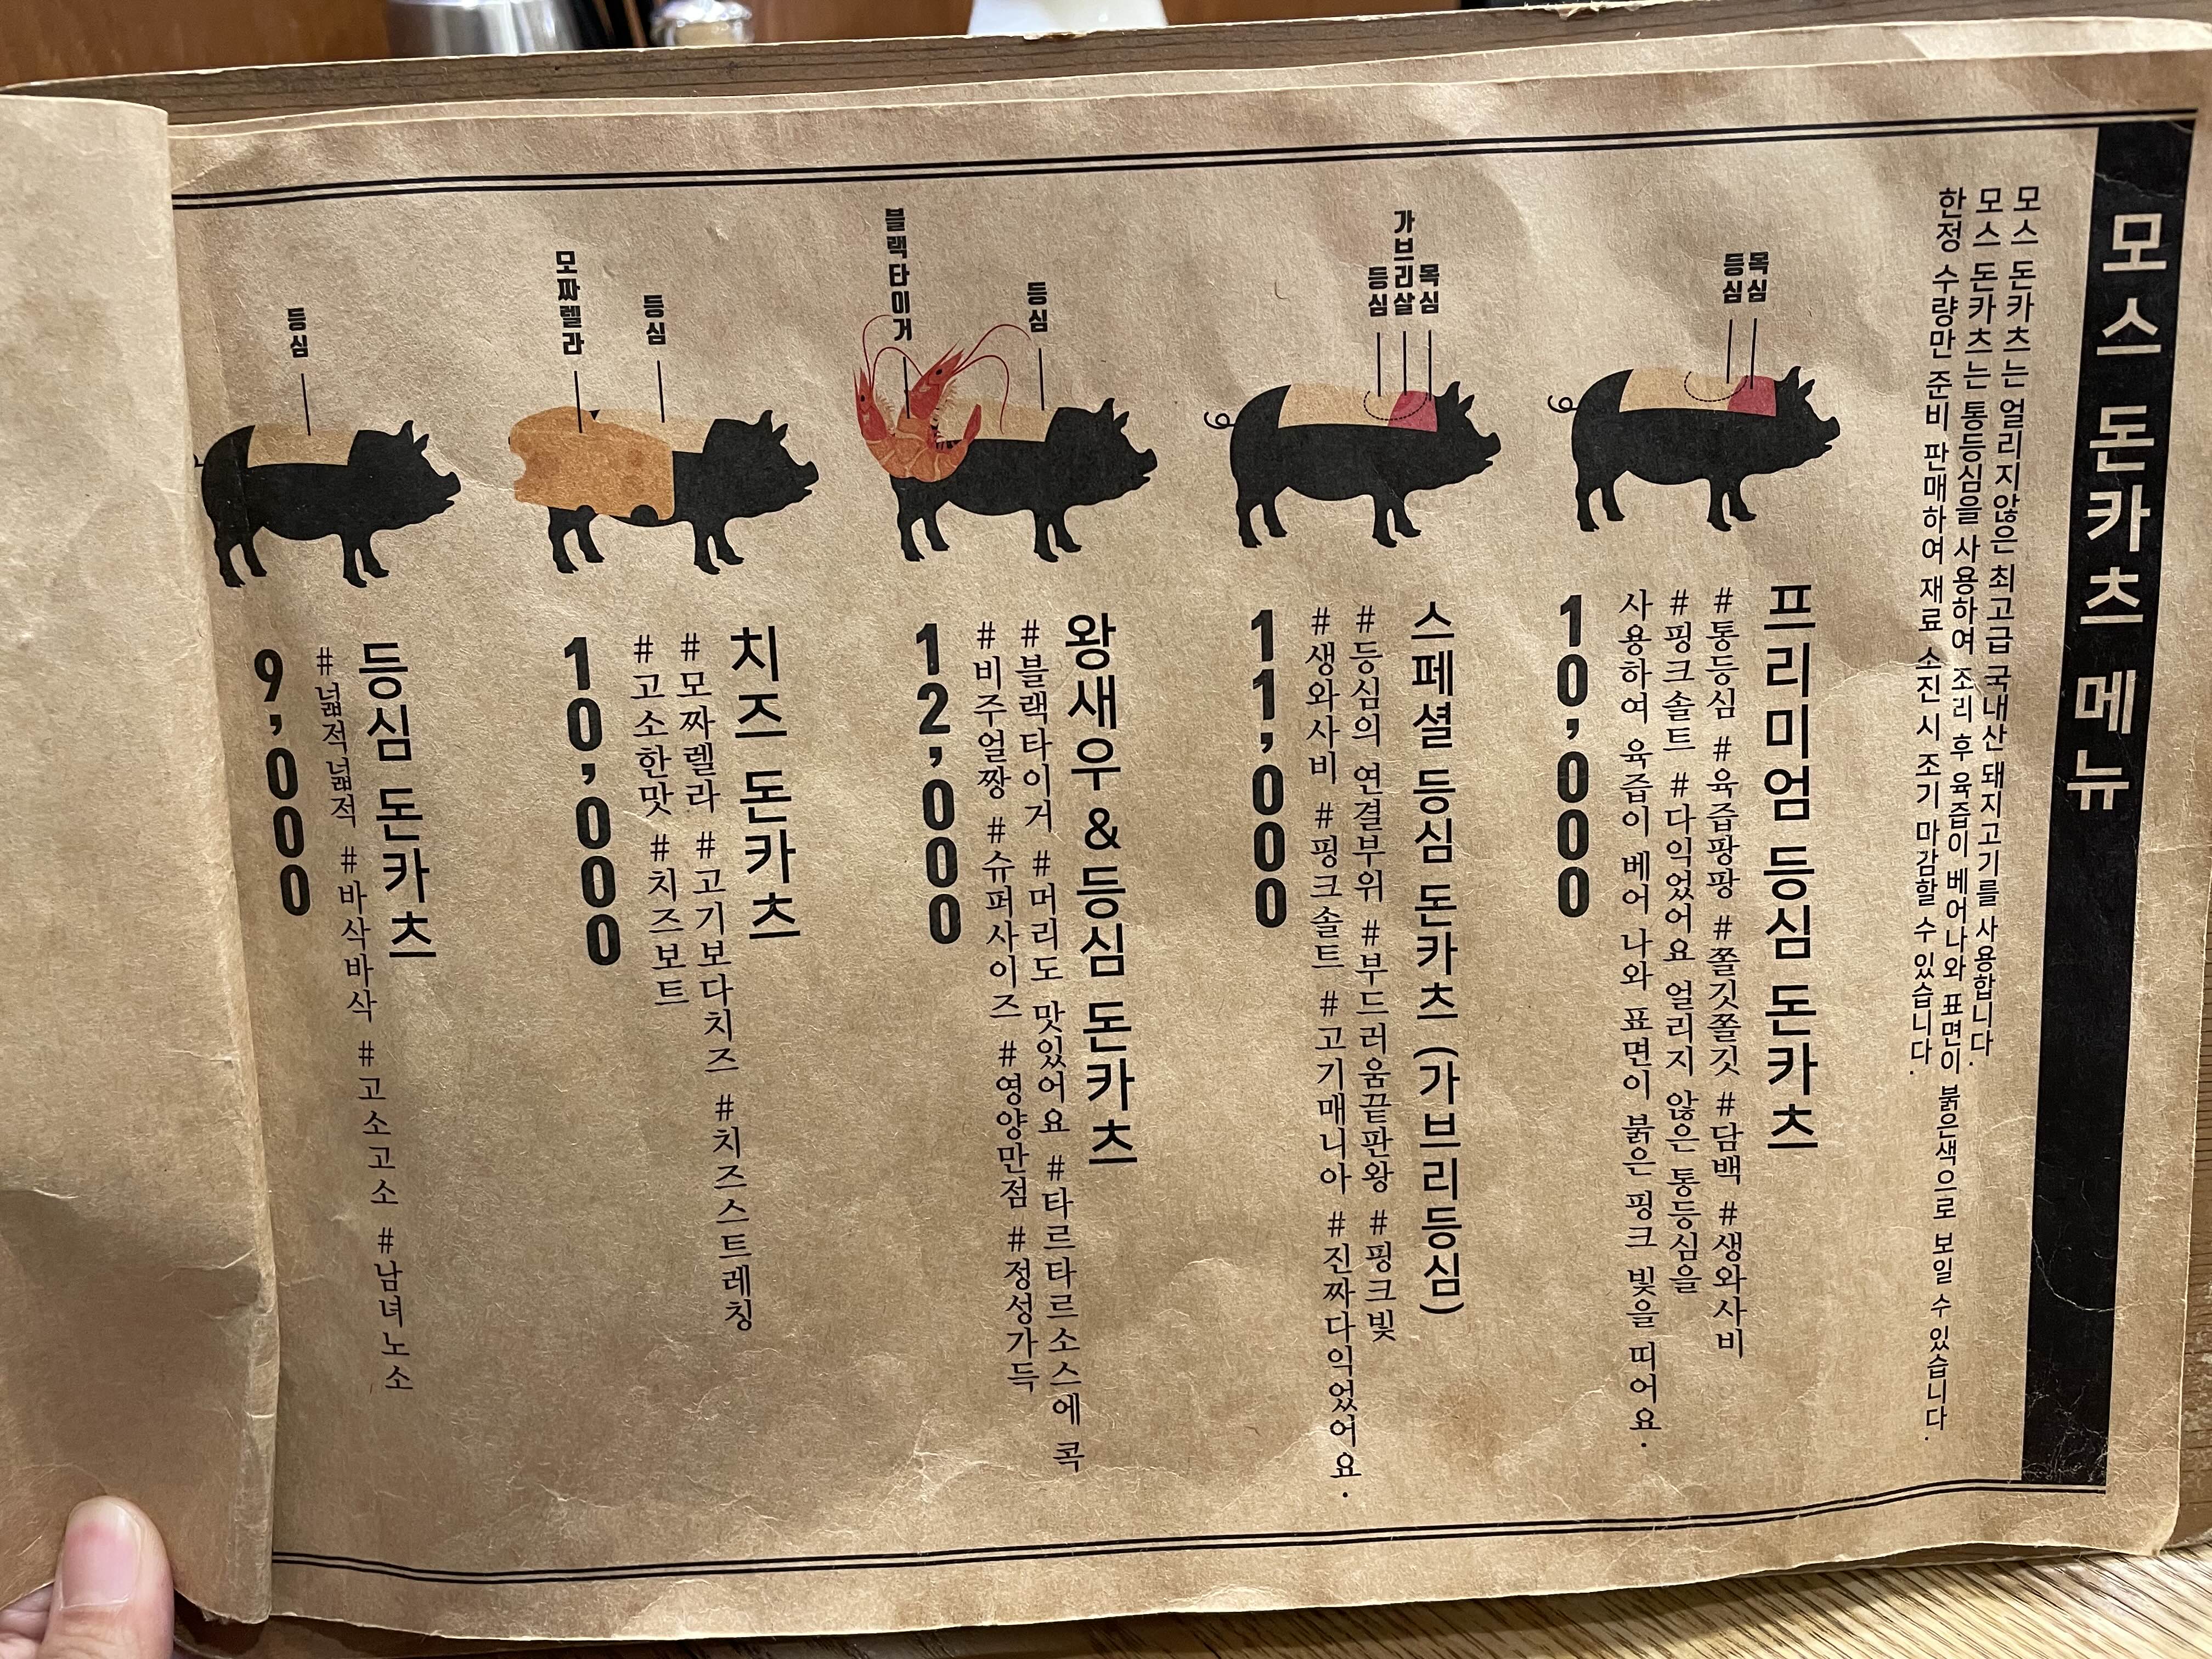 모스 돈카츠 메뉴
모스 돈카츠는 얼리지않은 최고급 국내산 돼지고기를 사용합니다.
모스 돈카츠는 통등심을 사용하여 조리 후 육즙이 베어나와 표면이 붉은색으로 보일 수 있습니다.
한정 수량만 준비 판매하여 재료 소진 시 조기 마감할 수 있습니다.
목심
등심
프리미엄 등심 돈카츠
#통등심 #육즙팡팡 #쫄깃쫄깃 #담백 #생와사비
#핑크솔트 #다익었어요 얼리지 않은 통등심을
사용하여 육즙이 베어 나와 표면이 붉은 핑크 빛을 띠어요.
10,000
목심
가브리살
등심
스페셜 등심 돈카츠 (가브리등심)
#등심의 연결부위 #부드러움끝판왕 #핑크빛
#생와사비 #핑크솔트 #고기매니아 #진짜다익었어요.
11,000
등심
블랙타이거
왕새우 & 등심 돈카츠
#블랙타이거 #머리도 맛있어요 #타르타르소스에 콕
#비주얼짱 #슈퍼사이즈 #영양만점 #정성가득
12,000
등심
모짜렐라
치즈 돈카츠
#모짜렐라 #고기보다치즈 #치즈스트레칭
#고소한맛 #치즈보트
10,000
등심
등심 돈카츠
#넓적넓적 #바삭바삭 #고소고소 #남녀노소
9,000